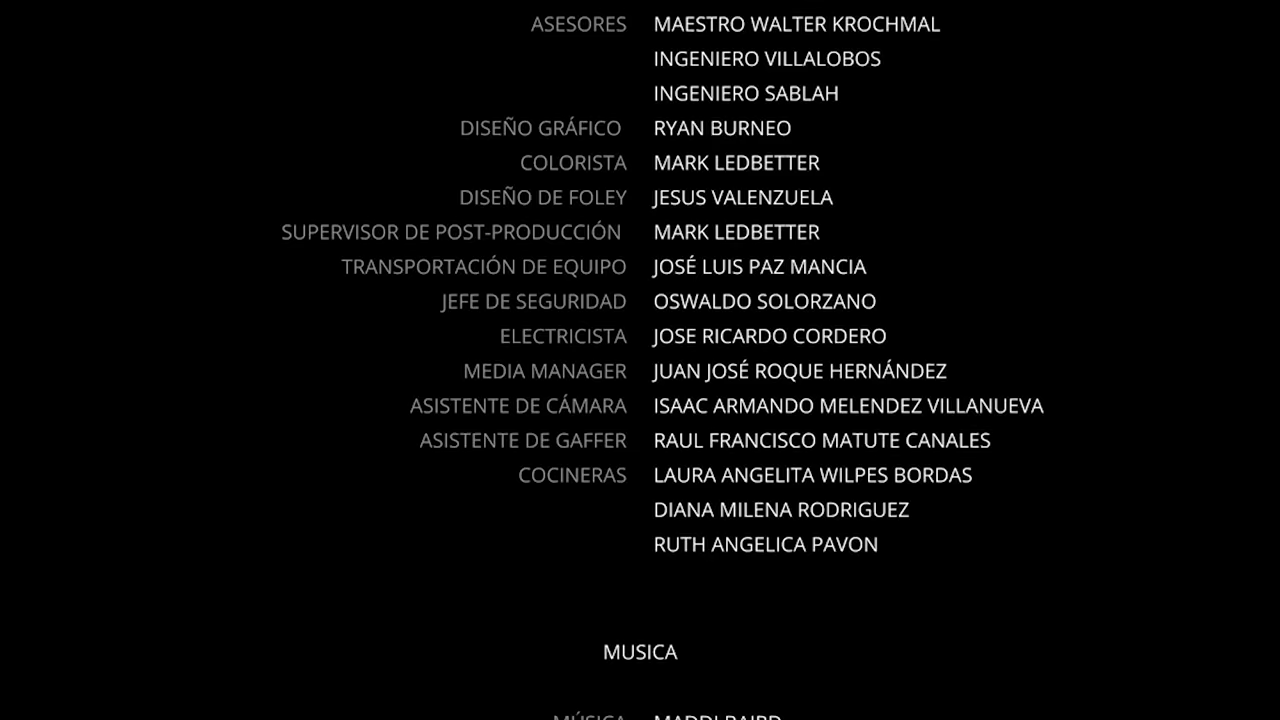 ASESORES MAESTRO WALTER KROCHMAL
INGENIERO VILLALOBOS
INGENIERO SABLAH
DISEÑO GRÁFICO RYAN BURNEO
COLORISTA MARK LEDBETTER
DISEÑO DE FOLEY JESUS VALENZUELA
SUPERVISOR DE POST-PRODUCCIÓN MARK LEDBETTER
TRANSPORTACIÓN DE EQUIPO JOSÉ LUIS PAZ MANCIA
JEFE DE SEGURIDAD OSWALDO SOLORZANO
ELECTRICISTA JOSE RICARDO CORDERO
MEDIA MANAGER JUAN JOSÉ ROQUE HERNÁNDEZ
ASISTENTE DE CÁMARA ISAAC ARMANDO MELENDEZ VILLANUEVA
ASISTENTE DE GAFFER RAUL FRANCISCO MATUTE CANALES
COCINERAS LAURA ANGELITA WILPES BORDAS
DIANA MILENA RODRIGUEZ
RUTH ANGELICA PAVON
MUSICA
MÚSICA